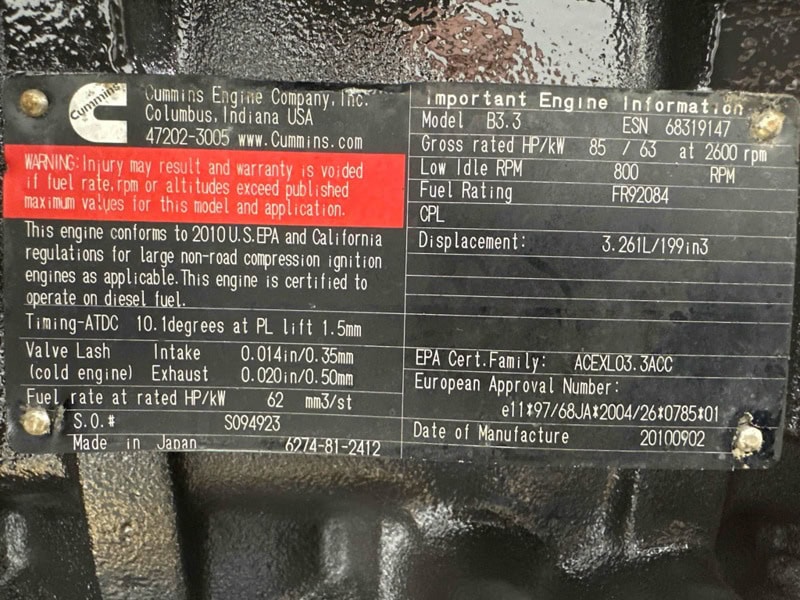 Cummins
Cummins Engine Company, Inc.
Columbus, Indiana USA
47202-3005 www.Cummins.com
WARNING: Injury may result and warranty is voided
if fuel rate, rpm or altitudes exceed published
maximum values for this model and application.
This engine conforms to 2010 U.S.EPA and California
regulations for large non-road compression ignition
engines as applicable. This engine is certified to
operate on diesel fuel.
Timing-ATDC 10.1degrees at PL lift 1.5mm
Valve Lash Intake 0.014in/0.35mm
(cold engine) Exhaust 0.020in/0.50mm
Fuel rate at rated HP/kW 62 mm3/st
S.O.# SO94923
Made in Japan 6274-81-2412
Important Engine Information
Model B3.3 ESN 68319147
Gross rated HP/kW 85 / 63 at 2600 rpm
Low Idle RPM 800 RPM
Fuel Rating FR92084
CPL
Displacement: 3.261L/199in3
EPA Cert.Family: ACEXL03.3ACC
European Approval Number:
e11*97/68JA*2004/26*0785*01
Date of Manufacture 20100902